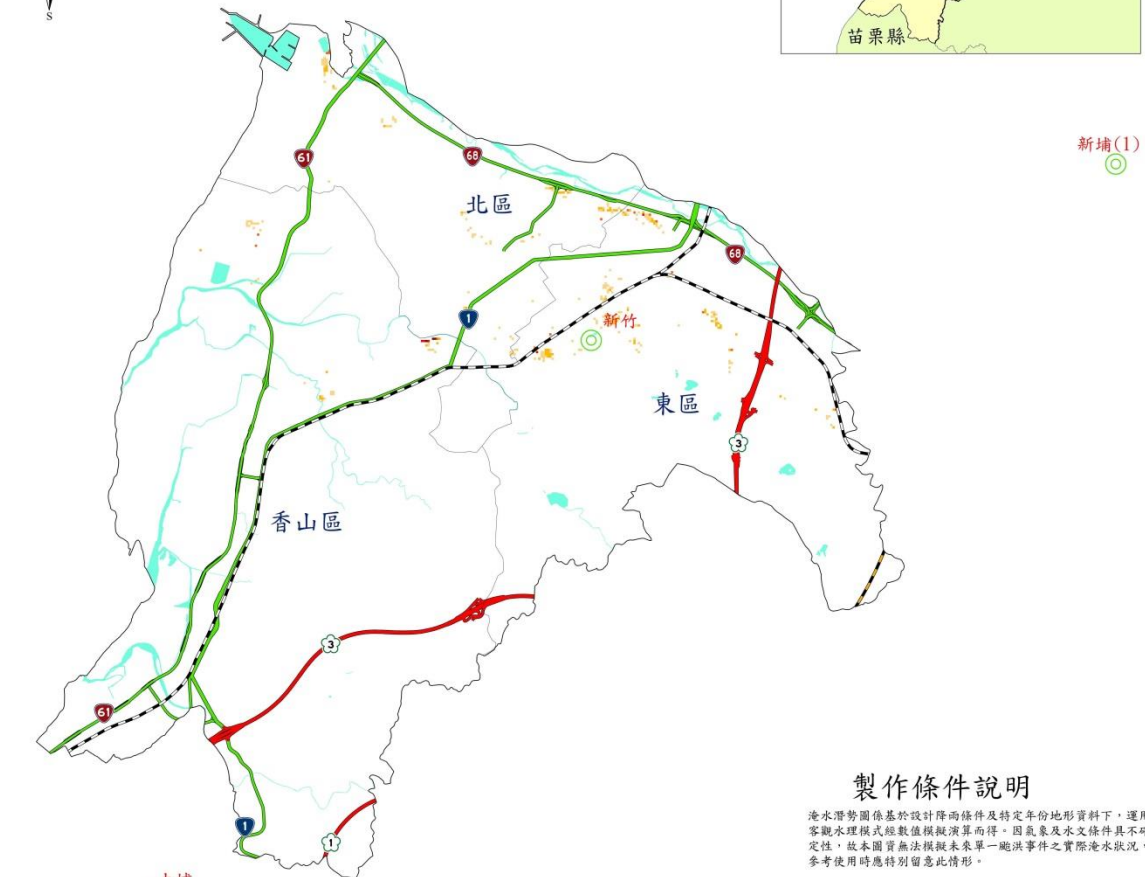 S
苗栗縣
新埔(1)
61
68
北區
68
1
新竹
東區
3
香山區
3
61
1
1
製作條件說明
淹水潛勢圖係基於設計降雨條件及特定年份地形資料下，運用
客觀水理模式經數值模擬演算而得。因氣象及水文條件具不確
定性，故本圖資無法模擬未來單一颱洪事件之實際淹水狀況，
參考使用時應特別留意此情形。